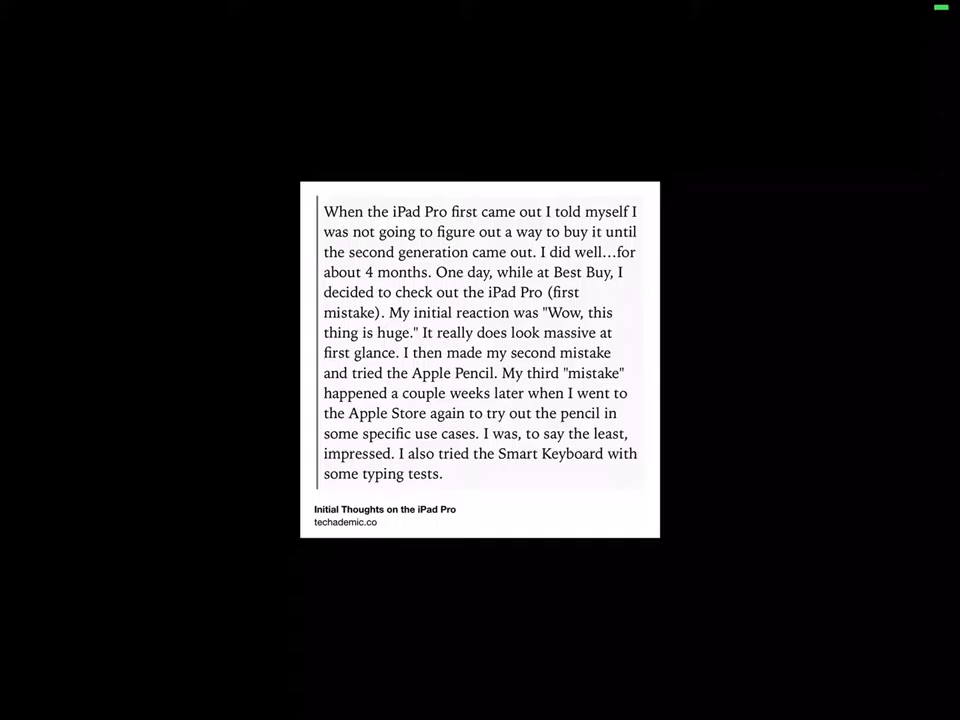 When the iPad Pro first came out I told myself I
was not going to figure out a way to buy it until
the second generation came out. I did well...for
about 4 months. One day, while at Best Buy, I
decided to check out the iPad Pro (first
mistake). My initial reaction was "Wow, this
thing is huge." It really does look massive at
first glance. I then made my second mistake
and tried the Apple Pencil. My third "mistake"
happened a couple weeks later when I went to
the Apple Store again to try out the pencil in
some specific use cases. I was, to say the least,
impressed. I also tried the Smart Keyboard with
some typing tests.
Initial Thoughts on the iPad Pro
techademic.co